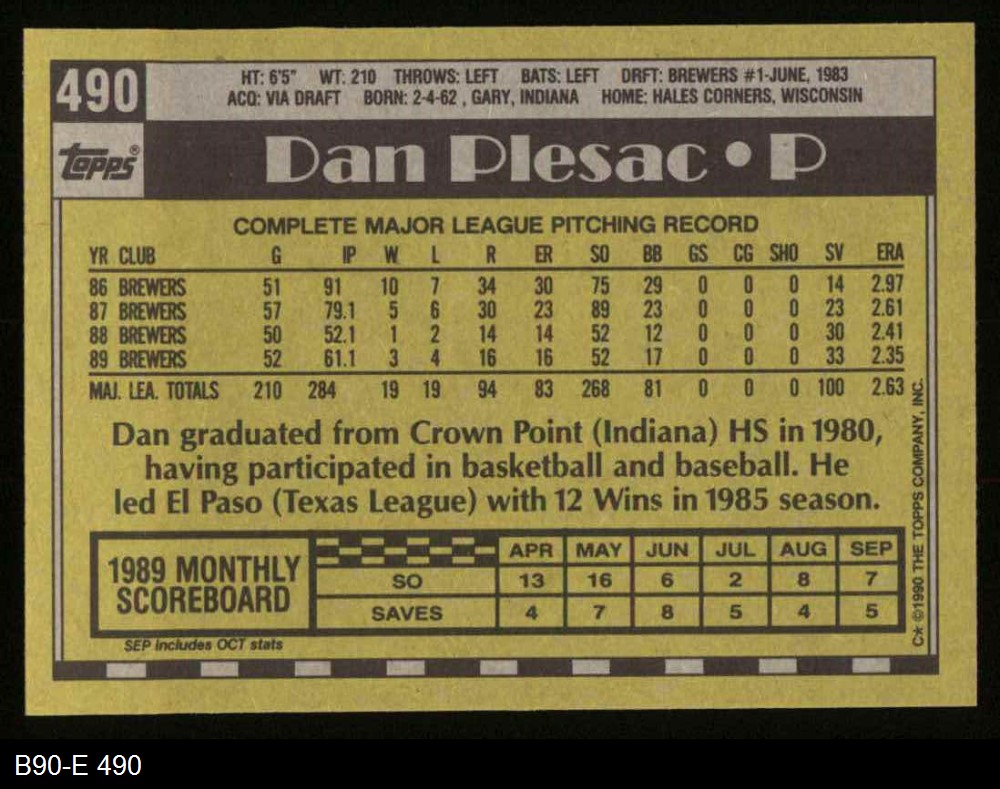 490
HT: 6'5" WT: 210 THROWS: LEFT BATS: LEFT DRFT: BREWERS #1-JUNE, 1983
ACQ: VIA DRAFT BORN: 2-4-62 , GARY, INDIANA HOME: HALES CORNERS, WISCONSIN
topps®
Dan Plesac • P
COMPLETE MAJOR LEAGUE PITCHING RECORD
YR CLUB G IP W L R ER SO BB GS CG SHO SV ERA
86 BREWERS 51 91 10 7 34 30 75 29 0 0 0 14 2.97
87 BREWERS 57 79.1 5 6 30 23 89 23 0 0 0 23 2.61
88 BREWERS 50 52.1 1 2 14 14 52 12 0 0 0 30 2.41
89 BREWERS 52 61.1 3 4 16 16 52 17 0 0 0 33 2.35
MAJ. LEA. TOTALS 210 284 19 19 94 83 268 81 0 0 0 100 2.63
Dan graduated from Crown Point (Indiana) HS in 1980,
having participated in basketball and baseball. He
led El Paso (Texas League) with 12 Wins in 1985 season.
1989 MONTHLY
SCOREBOARD
APR MAY JUN JUL AUG SEP
SO 13 16 6 2 8 7
SAVES 4 7 8 5 4 5
SEP includes OCT stats
C* ©1990 THE TOPPS COMPANY, INC.
B90-E 490